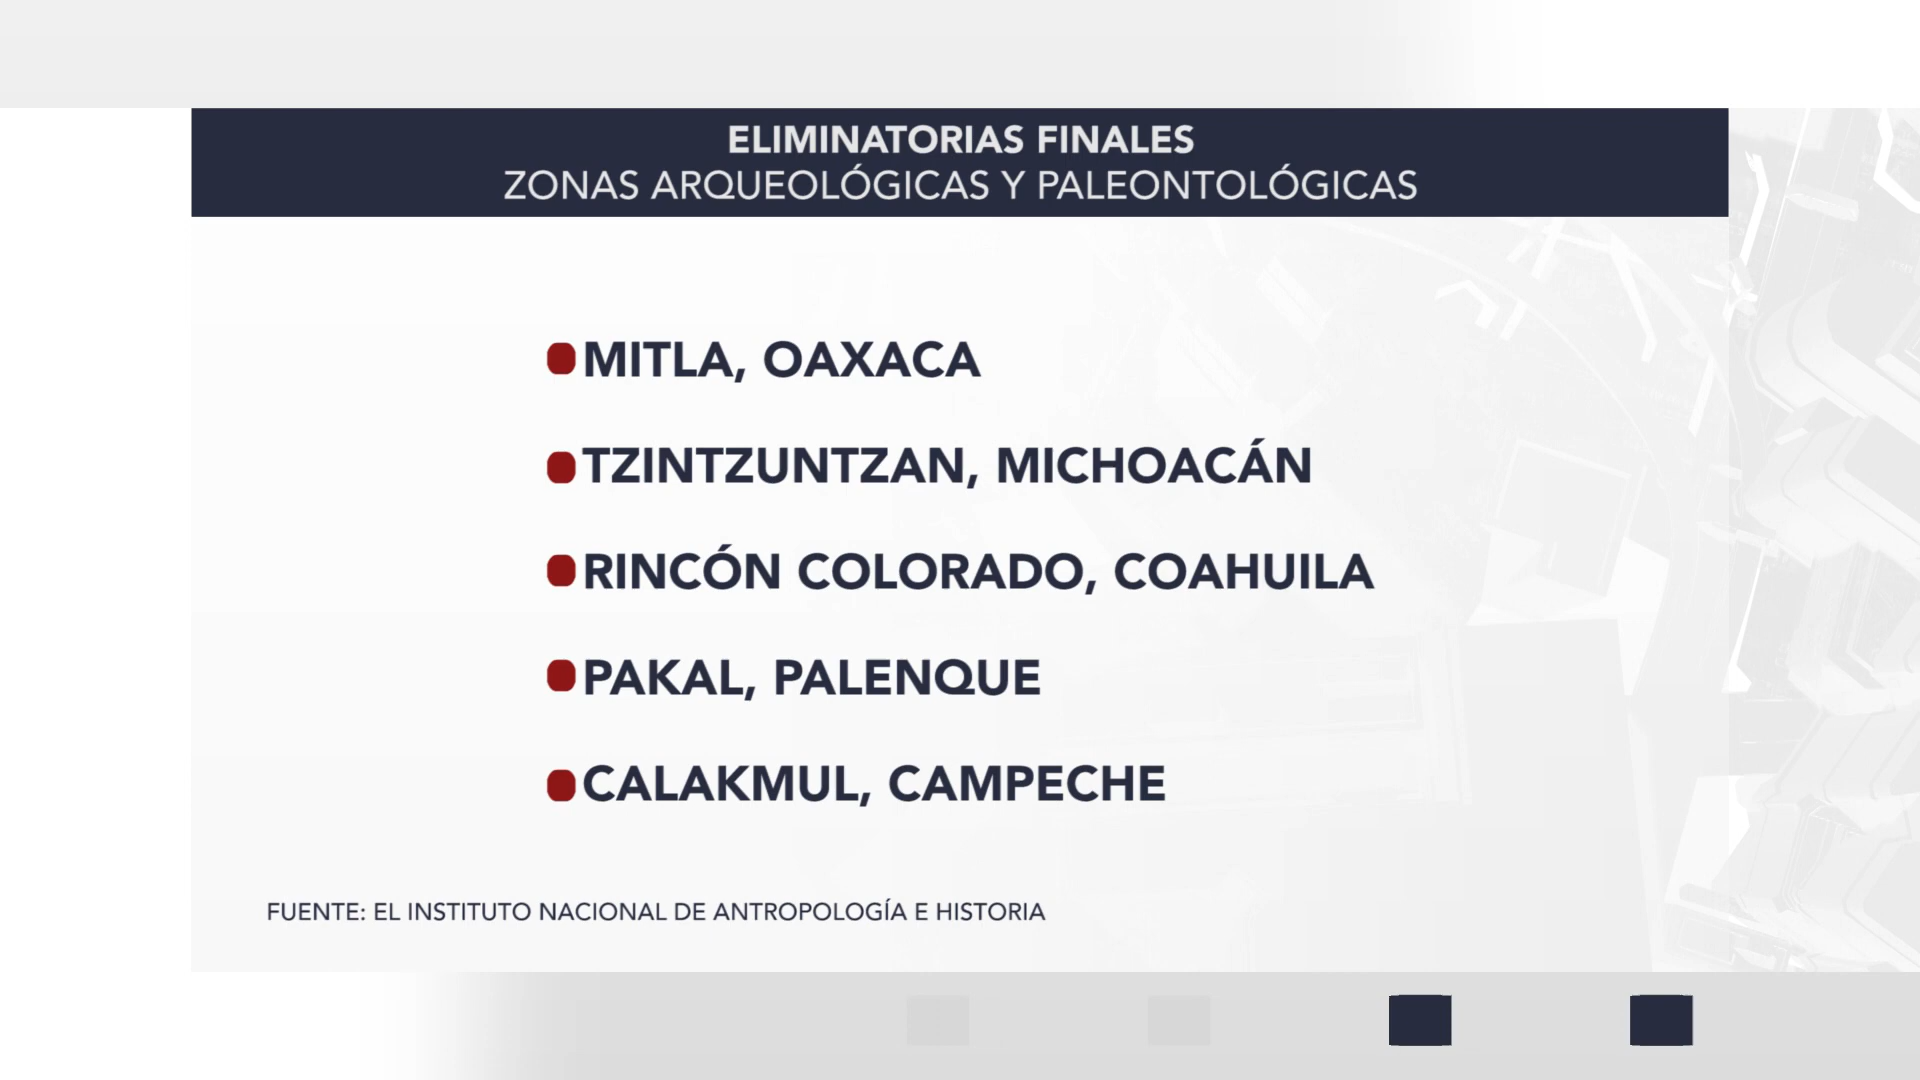 ELIMINATORIAS FINALES
ZONAS ARQUEOLÓGICAS Y PALEONTOLÓGICAS
MITLA, OAXACA
TZINTZUNTZAN, MICHOACÁN
RINCÓN COLORADO, COAHUILA
PAKAL, PALENQUE
CALAKMUL, CAMPECHE
FUENTE: EL INSTITUTO NACIONAL DE ANTROPOLOGÍA E HISTORIA